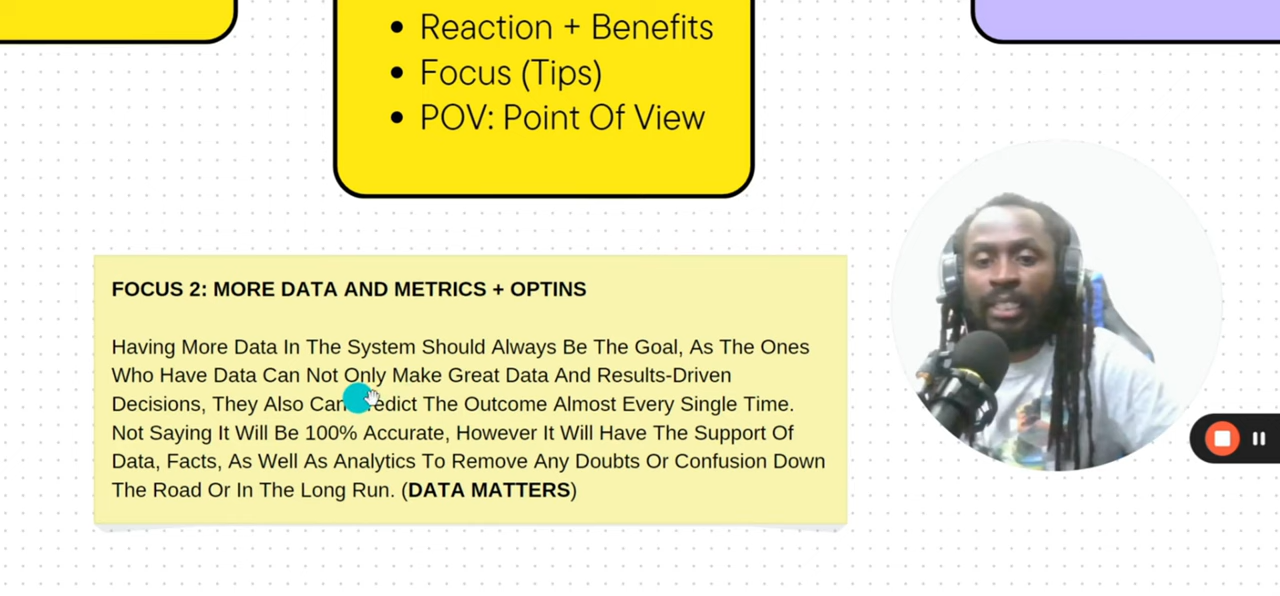 Reaction + Benefits
Focus (Tips)
POV: Point Of View
FOCUS 2: MORE DATA AND METRICS + OPTINS
Having More Data In The System Should Always Be The Goal, As The Ones
Who Have Data Can Not Only Make Great Data And Results-Driven
Decisions, They Also Can Predict The Outcome Almost Every Single Time.
Not Saying It Will Be 100% Accurate, However It Will Have The Support Of
Data, Facts, As Well As Analytics To Remove Any Doubts Or Confusion Down
The Road Or In The Long Run. (DATA MATTERS)